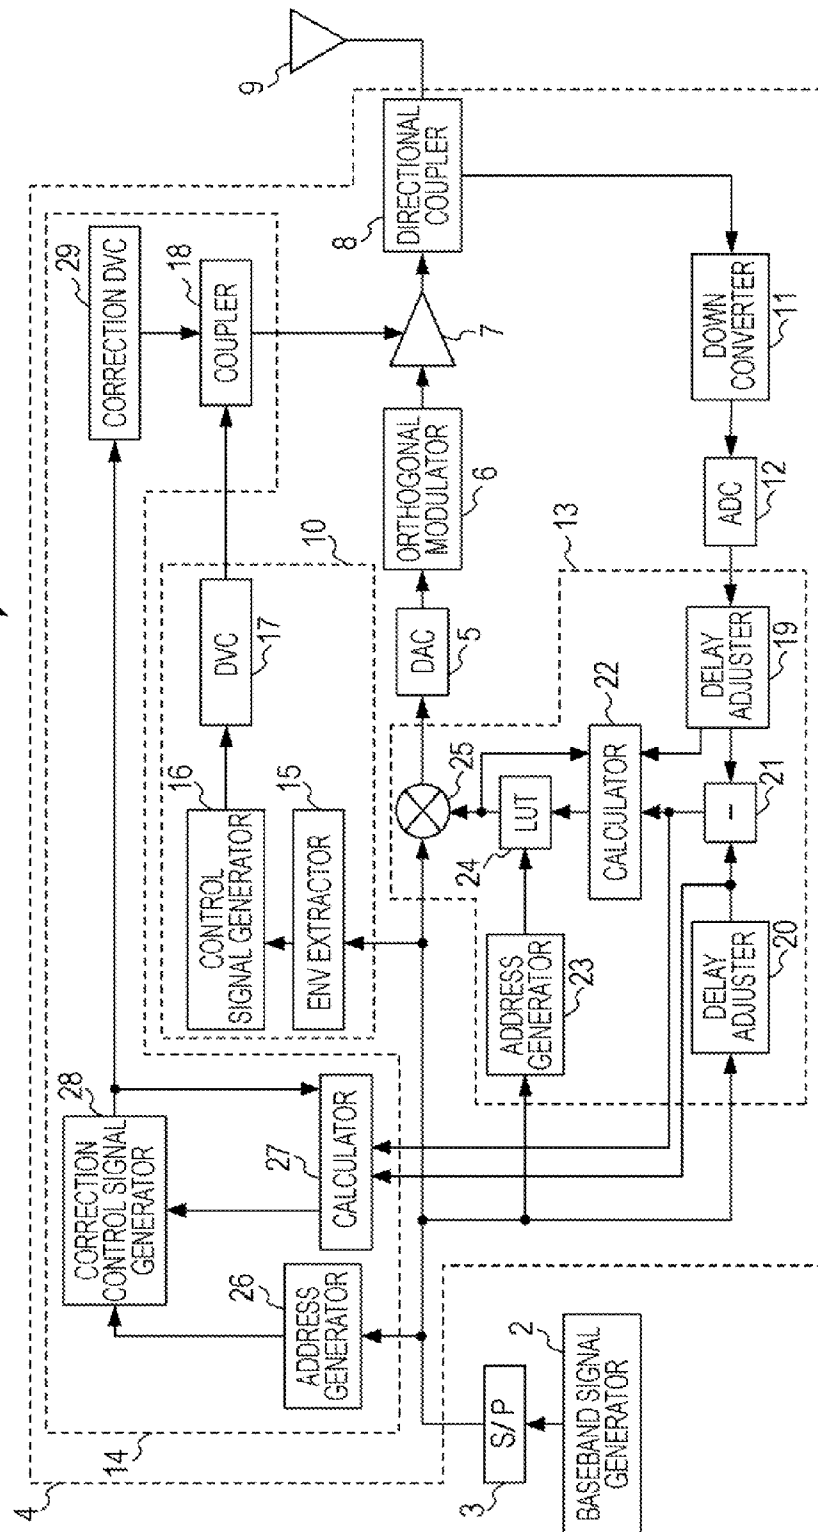 9
29
CORRECTION DVC
18
COUPLER
8
DIRECTIONAL
COUPLER
7
DOWN
CONVERTER
11
ORTHOGONAL
MODULATOR
6
ADC
12
10
DVC
17
DAC
5
13
DELAY
ADJUSTER
19
16
CONTROL
SIGNAL GENERATOR
15
ENV EXTRACTOR
25
22
CALCULATOR
LUT
24
–
21
ADDRESS
GENERATOR
23
DELAY
ADJUSTER
20
28
CORRECTION
CONTROL SIGNAL
GENERATOR
27
CALCULATOR
26
ADDRESS
GENERATOR
14
4
3
S/P
2
BASEBAND SIGNAL
GENERATOR